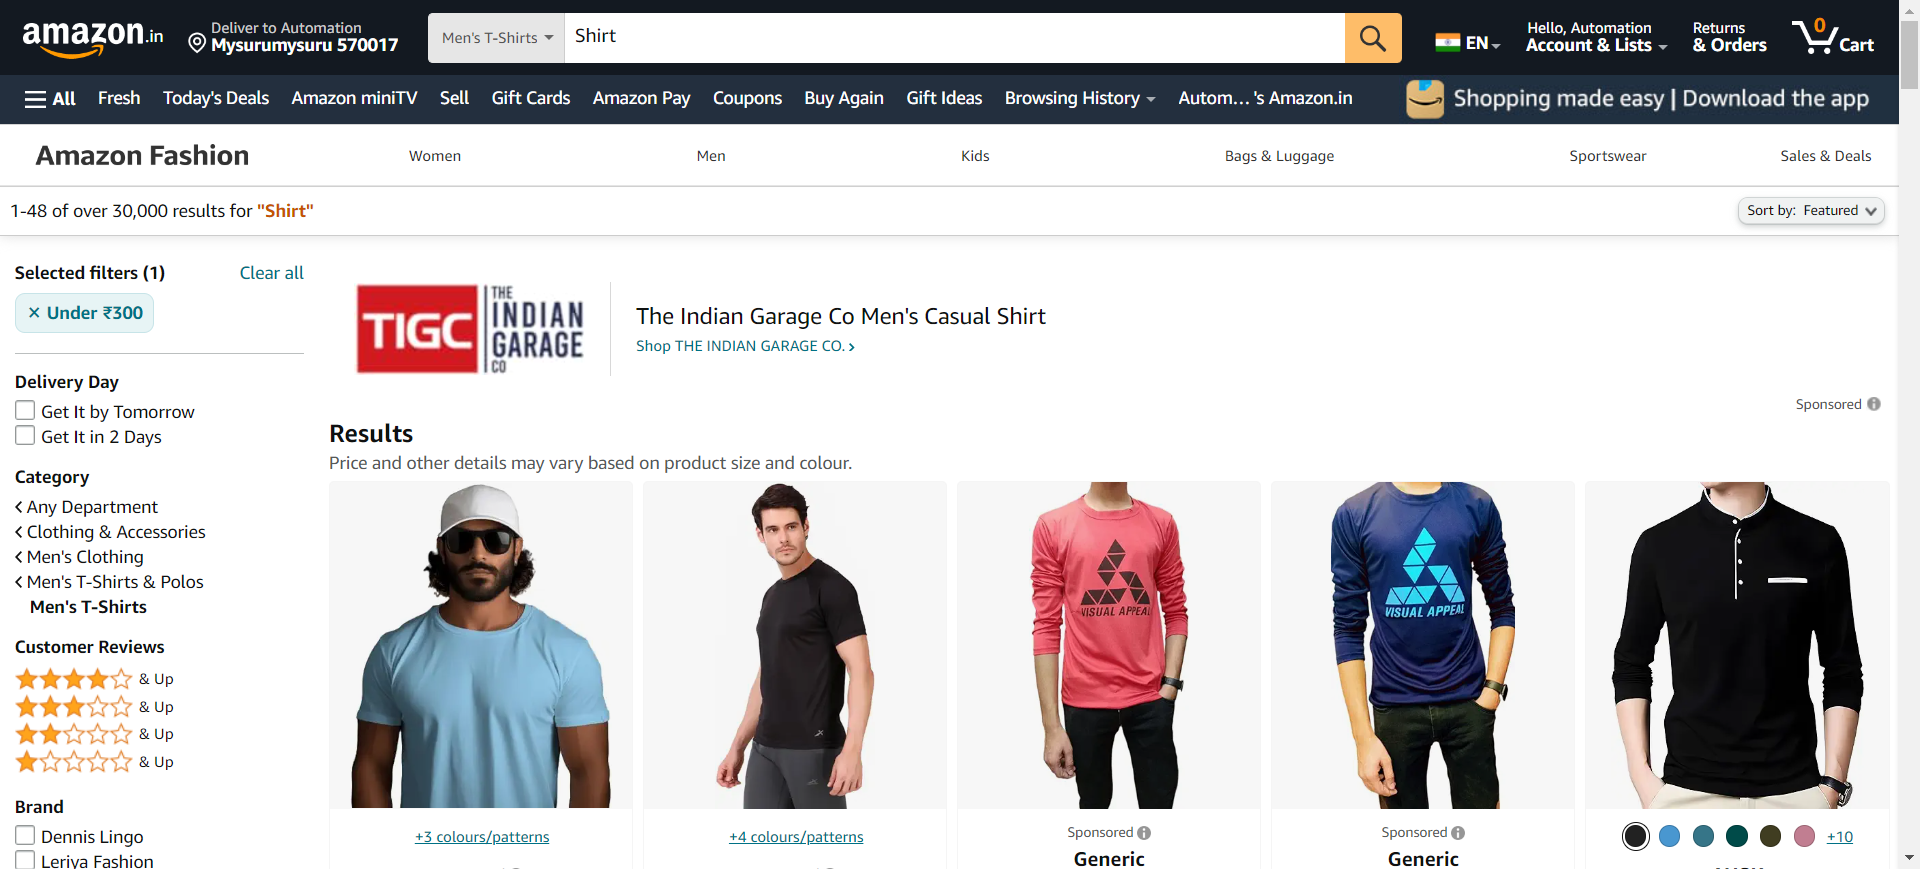 amazon.in
Deliver to Automation
Mysurumysuru 570017
Men's T-Shirts
Shirt
EN
Hello, Automation
Account & Lists
Returns
& Orders
0
Cart
All
Fresh
Today's Deals
Amazon miniTV
Sell
Gift Cards
Amazon Pay
Coupons
Buy Again
Gift Ideas
Browsing History
Autom… 's Amazon.in
Shopping made easy | Download the app
Amazon Fashion
Women
Men
Kids
Bags & Luggage
Sportswear
Sales & Deals
1-48 of over 30,000 results for "Shirt"
Sort by: Featured
Selected filters (1)
Clear all
✕ Under ₹300
Delivery Day
Get It by Tomorrow
Get It in 2 Days
Category
Any Department
Clothing & Accessories
Men's Clothing
Men's T-Shirts & Polos
Men's T-Shirts
Customer Reviews
& Up
& Up
& Up
& Up
Brand
Dennis Lingo
Leriya Fashion
TIGC
THE
INDIAN
GARAGE
CO
The Indian Garage Co Men's Casual Shirt
Shop THE INDIAN GARAGE CO. ›
Sponsored
Results
Price and other details may vary based on product size and colour.
VISUAL APPEAL
VISUAL APPEAL
+3 colours/patterns
+4 colours/patterns
Sponsored
Generic
Sponsored
Generic
+10